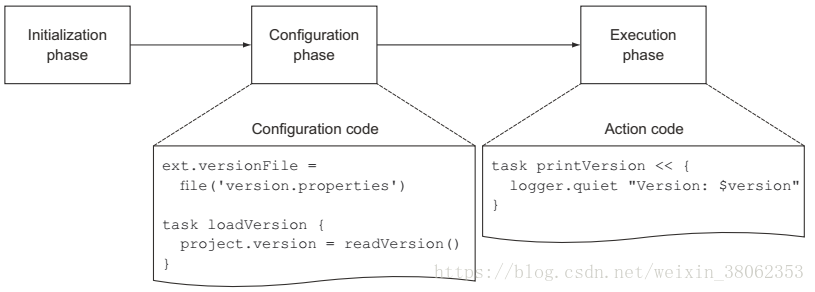 Initialization
phase
Configuration
phase
Execution
phase
Configuration code
ext.versionFile =
  file('version.properties')
task loadVersion {
  project.version = readVersion()
}
Action code
task printVersion << {
  logger.quiet "Version: $version"
}
https://blog.csdn.net/weixin_38062353